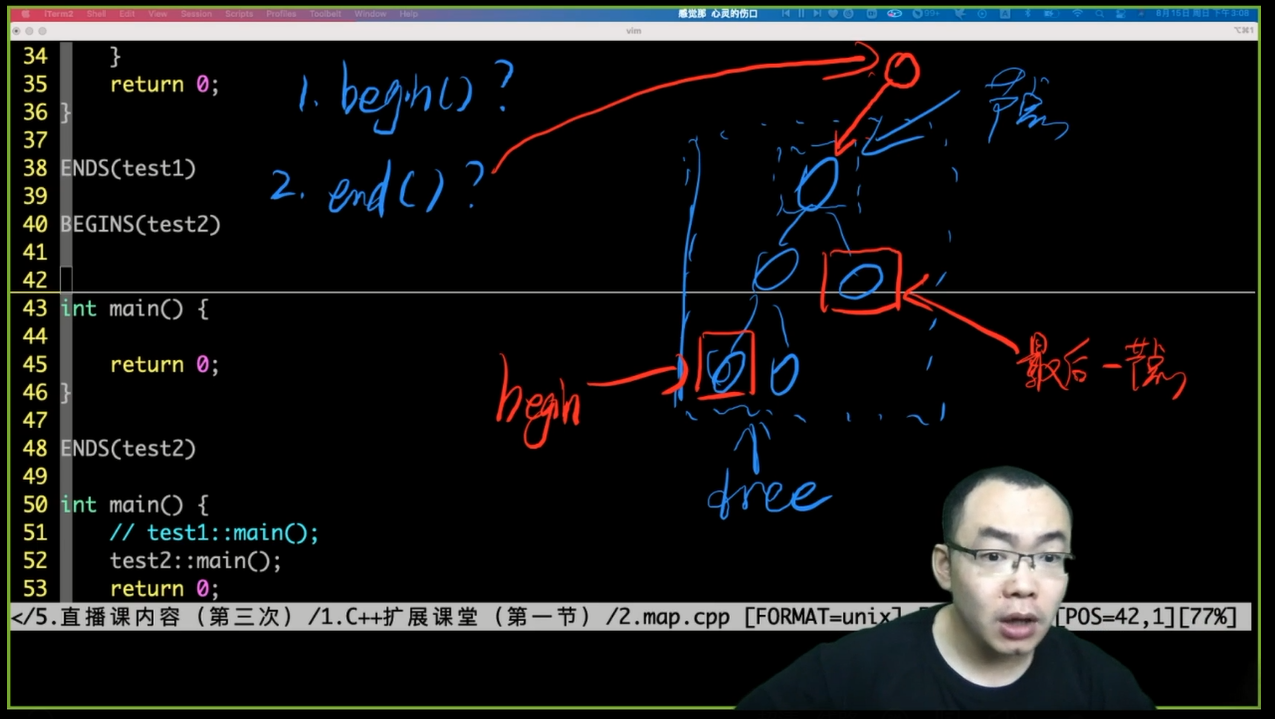 iTerm2 Shell Edit View Session Scripts Profiles Toolbelt Window Help
感觉那 心灵的伤口
99+
8月15日 周日 下午3:08
vim
⌥⌘1
34 }
35 return 0;
36 }
37
38 ENDS(test1)
39
40 BEGINS(test2)
41
42
43 int main() {
44
45 return 0;
46 }
47
48 ENDS(test2)
49
50 int main() {
51 // test1::main();
52 test2::main();
53 return 0;
</5.直播课内容（第三次）/1.C++扩展课堂（第一节）/2.map.cpp [FORMAT=unix] [POS=42,1][77%]
1. begin()?
2. end()?
节点
begin
最后一节点
tree